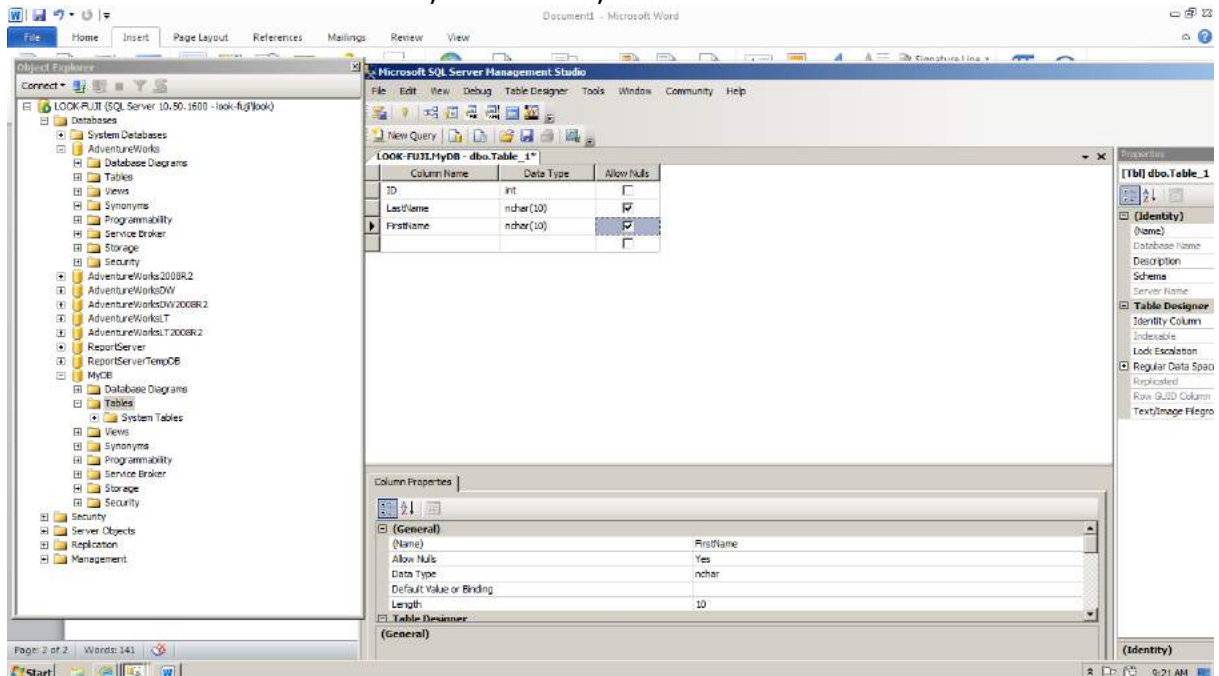 Document1 - Microsoft Word
File Home Insert Page Layout References Mailings Review View
Signature Line
Object Explorer
Connect
LOOK-FUJI (SQL Server 10.50.1600 - look-fuji\look)
Databases
System Databases
AdventureWorks
Database Diagrams
Tables
Views
Synonyms
Programmability
Service Broker
Storage
Security
AdventureWorks2008R2
AdventureWorksDW
AdventureWorksDW2008R2
AdventureWorksLT
AdventureWorksLT2008R2
ReportServer
ReportServerTempDB
MyDB
Database Diagrams
Tables
System Tables
Views
Synonyms
Programmability
Service Broker
Storage
Security
Security
Server Objects
Replication
Management
Microsoft SQL Server Management Studio
File Edit View Debug Table Designer Tools Window Community Help
New Query
LOOK-FUJI.MyDB - dbo.Table_1*
Column Name Data Type Allow Nulls
ID int
LastName nchar(10)
FirstName nchar(10)
Column Properties
(General)
(Name) FirstName
Allow Nulls Yes
Data Type nchar
Default Value or Binding
Length 10
Table Designer
(General)
Properties
[Tbl] dbo.Table_1
(Identity)
(Name)
Database Name
Description
Schema
Server Name
Table Designer
Identity Column
Indexable
Lock Escalation
Regular Data Spac
Replicated
Row GUID Column
Text/Image Filegro
(Identity)
Page: 2 of 2 Words: 141
Start 9:21 AM